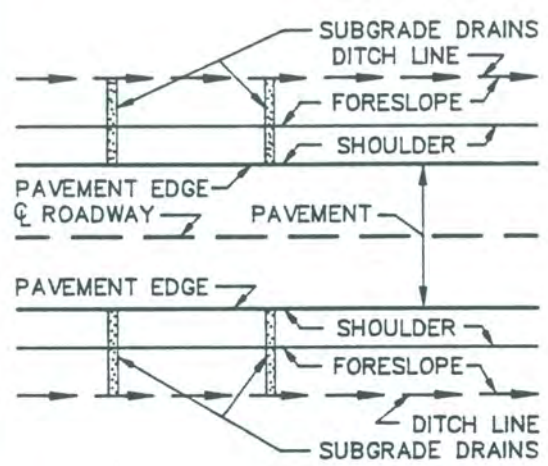 SUBGRADE DRAINS
DITCH LINE
FORESLOPE
SHOULDER
PAVEMENT EDGE
℄ ROADWAY
PAVEMENT
PAVEMENT EDGE
SHOULDER
FORESLOPE
DITCH LINE
SUBGRADE DRAINS